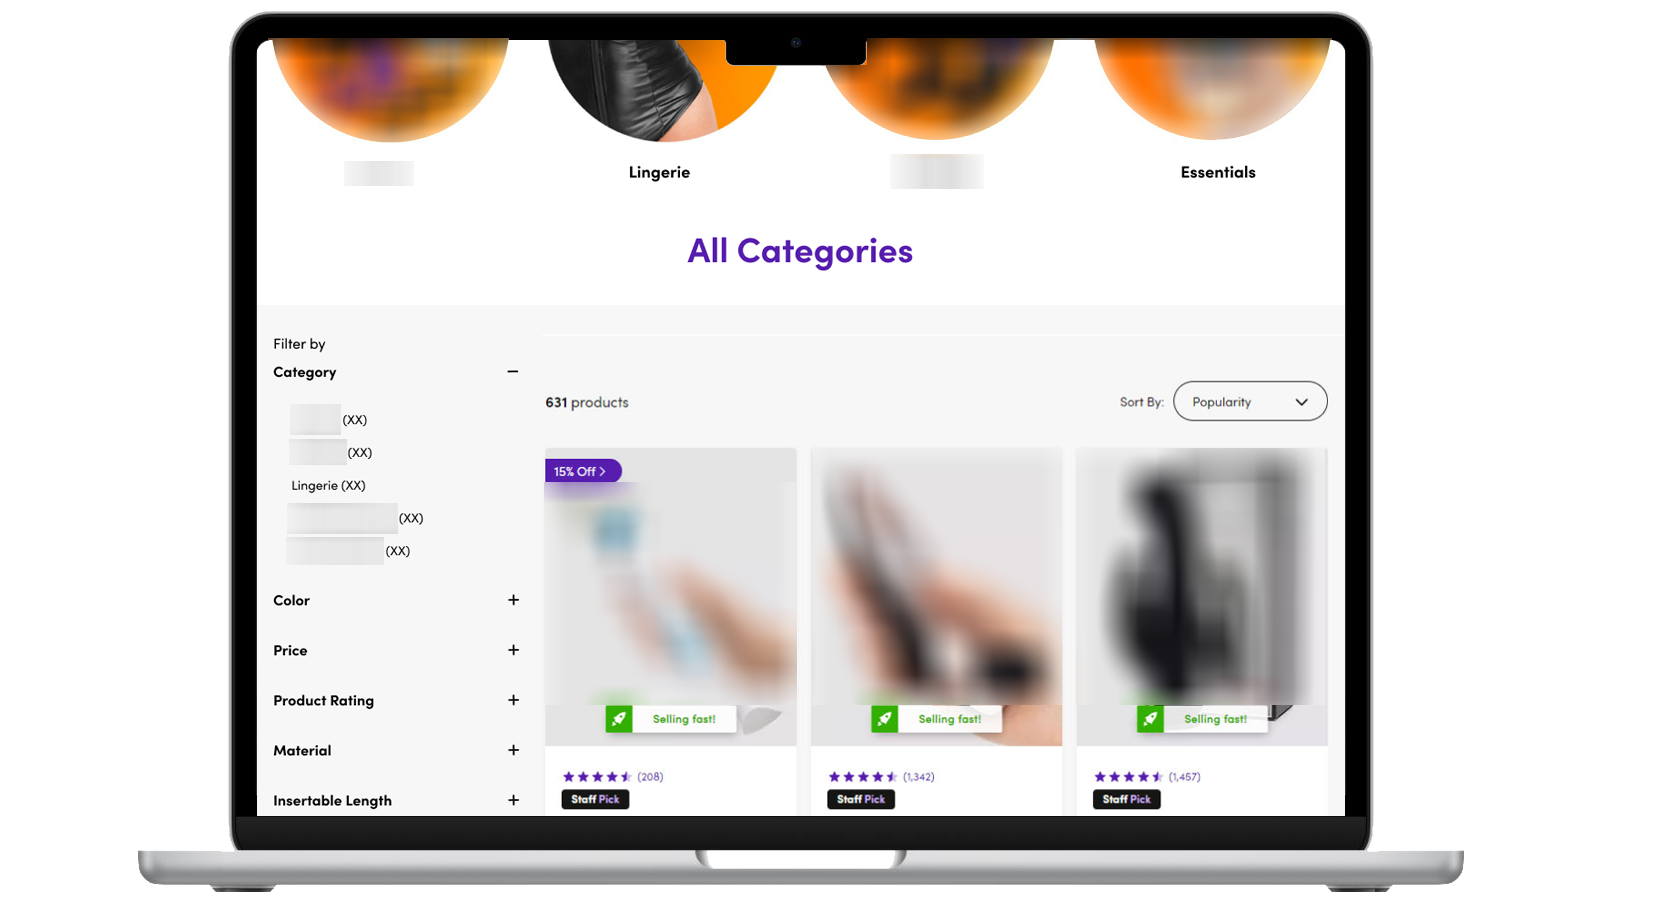 Lingerie
Essentials
All Categories
Filter by
Category
(XX)
(XX)
Lingerie (XX)
(XX)
(XX)
Color
Price
Product Rating
Material
Insertable Length
631 products
Sort By: Popularity
15% Off
Selling fast!
Selling fast!
Selling fast!
(208)
(1,342)
(1,457)
Staff Pick
Staff Pick
Staff Pick